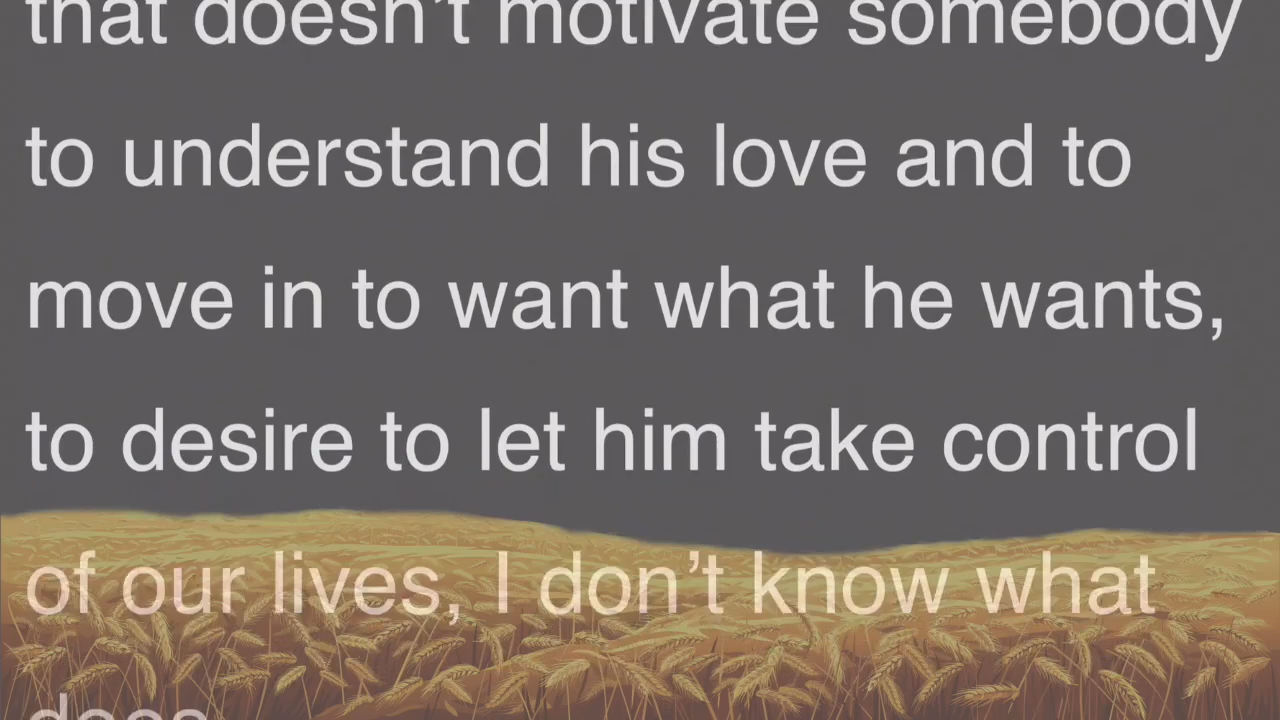 that doesn’t motivate somebody
to understand his love and to
move in to want what he wants,
to desire to let him take control
of our lives, I don’t know what
does